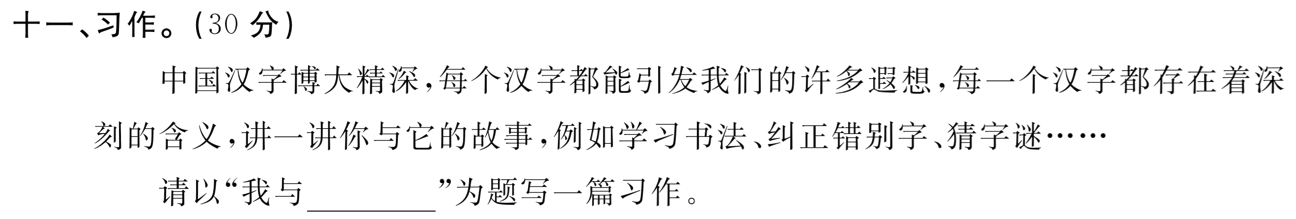 十一、习作。(30 分)
中国汉字博大精深,每个汉字都能引发我们的许多遐想,每一个汉字都存在着深
刻的含义,讲一讲你与它的故事,例如学习书法、纠正错别字、猜字谜……
请以“我与________”为题写一篇习作。